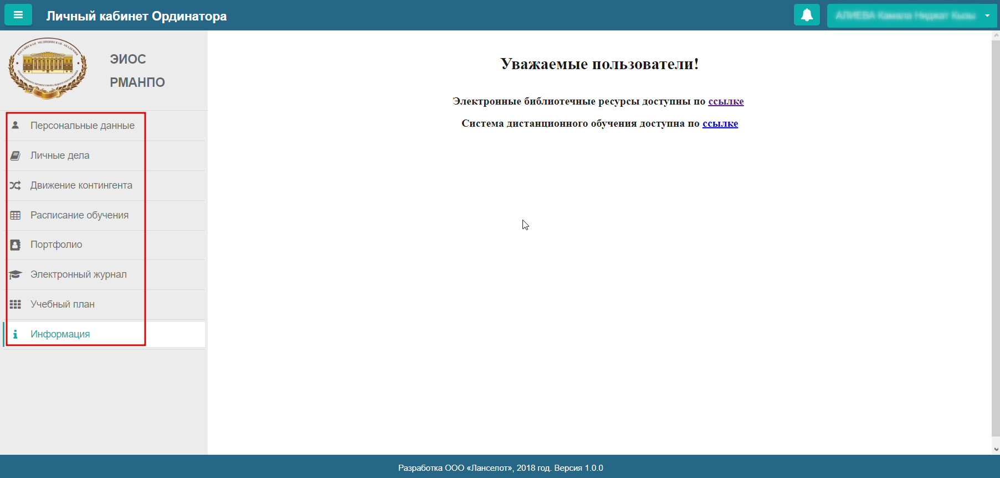 Личный кабинет Ординатора
ЭИОС
РМАНПО
Персональные данные
Личные дела
Движение контингента
Расписание обучения
Портфолио
Электронный журнал
Учебный план
Информация
Уважаемые пользователи!
Электронные библиотечные ресурсы доступны по ссылке
Система дистанционного обучения доступна по ссылке
Разработка ООО «Ланселот», 2018 год. Версия 1.0.0